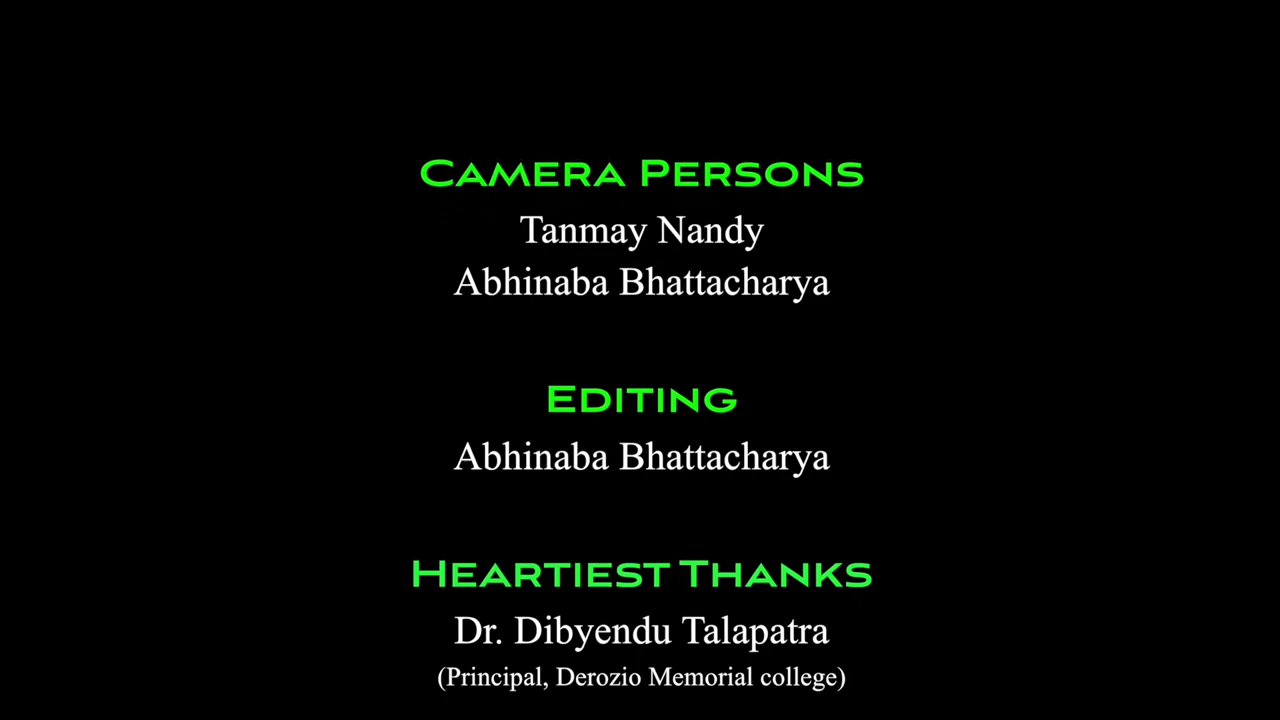 CAMERA PERSONS
Tanmay Nandy
Abhinaba Bhattacharya
EDITING
Abhinaba Bhattacharya
HEARTIEST THANKS
Dr. Dibyendu Talapatra
(Principal, Derozio Memorial college)